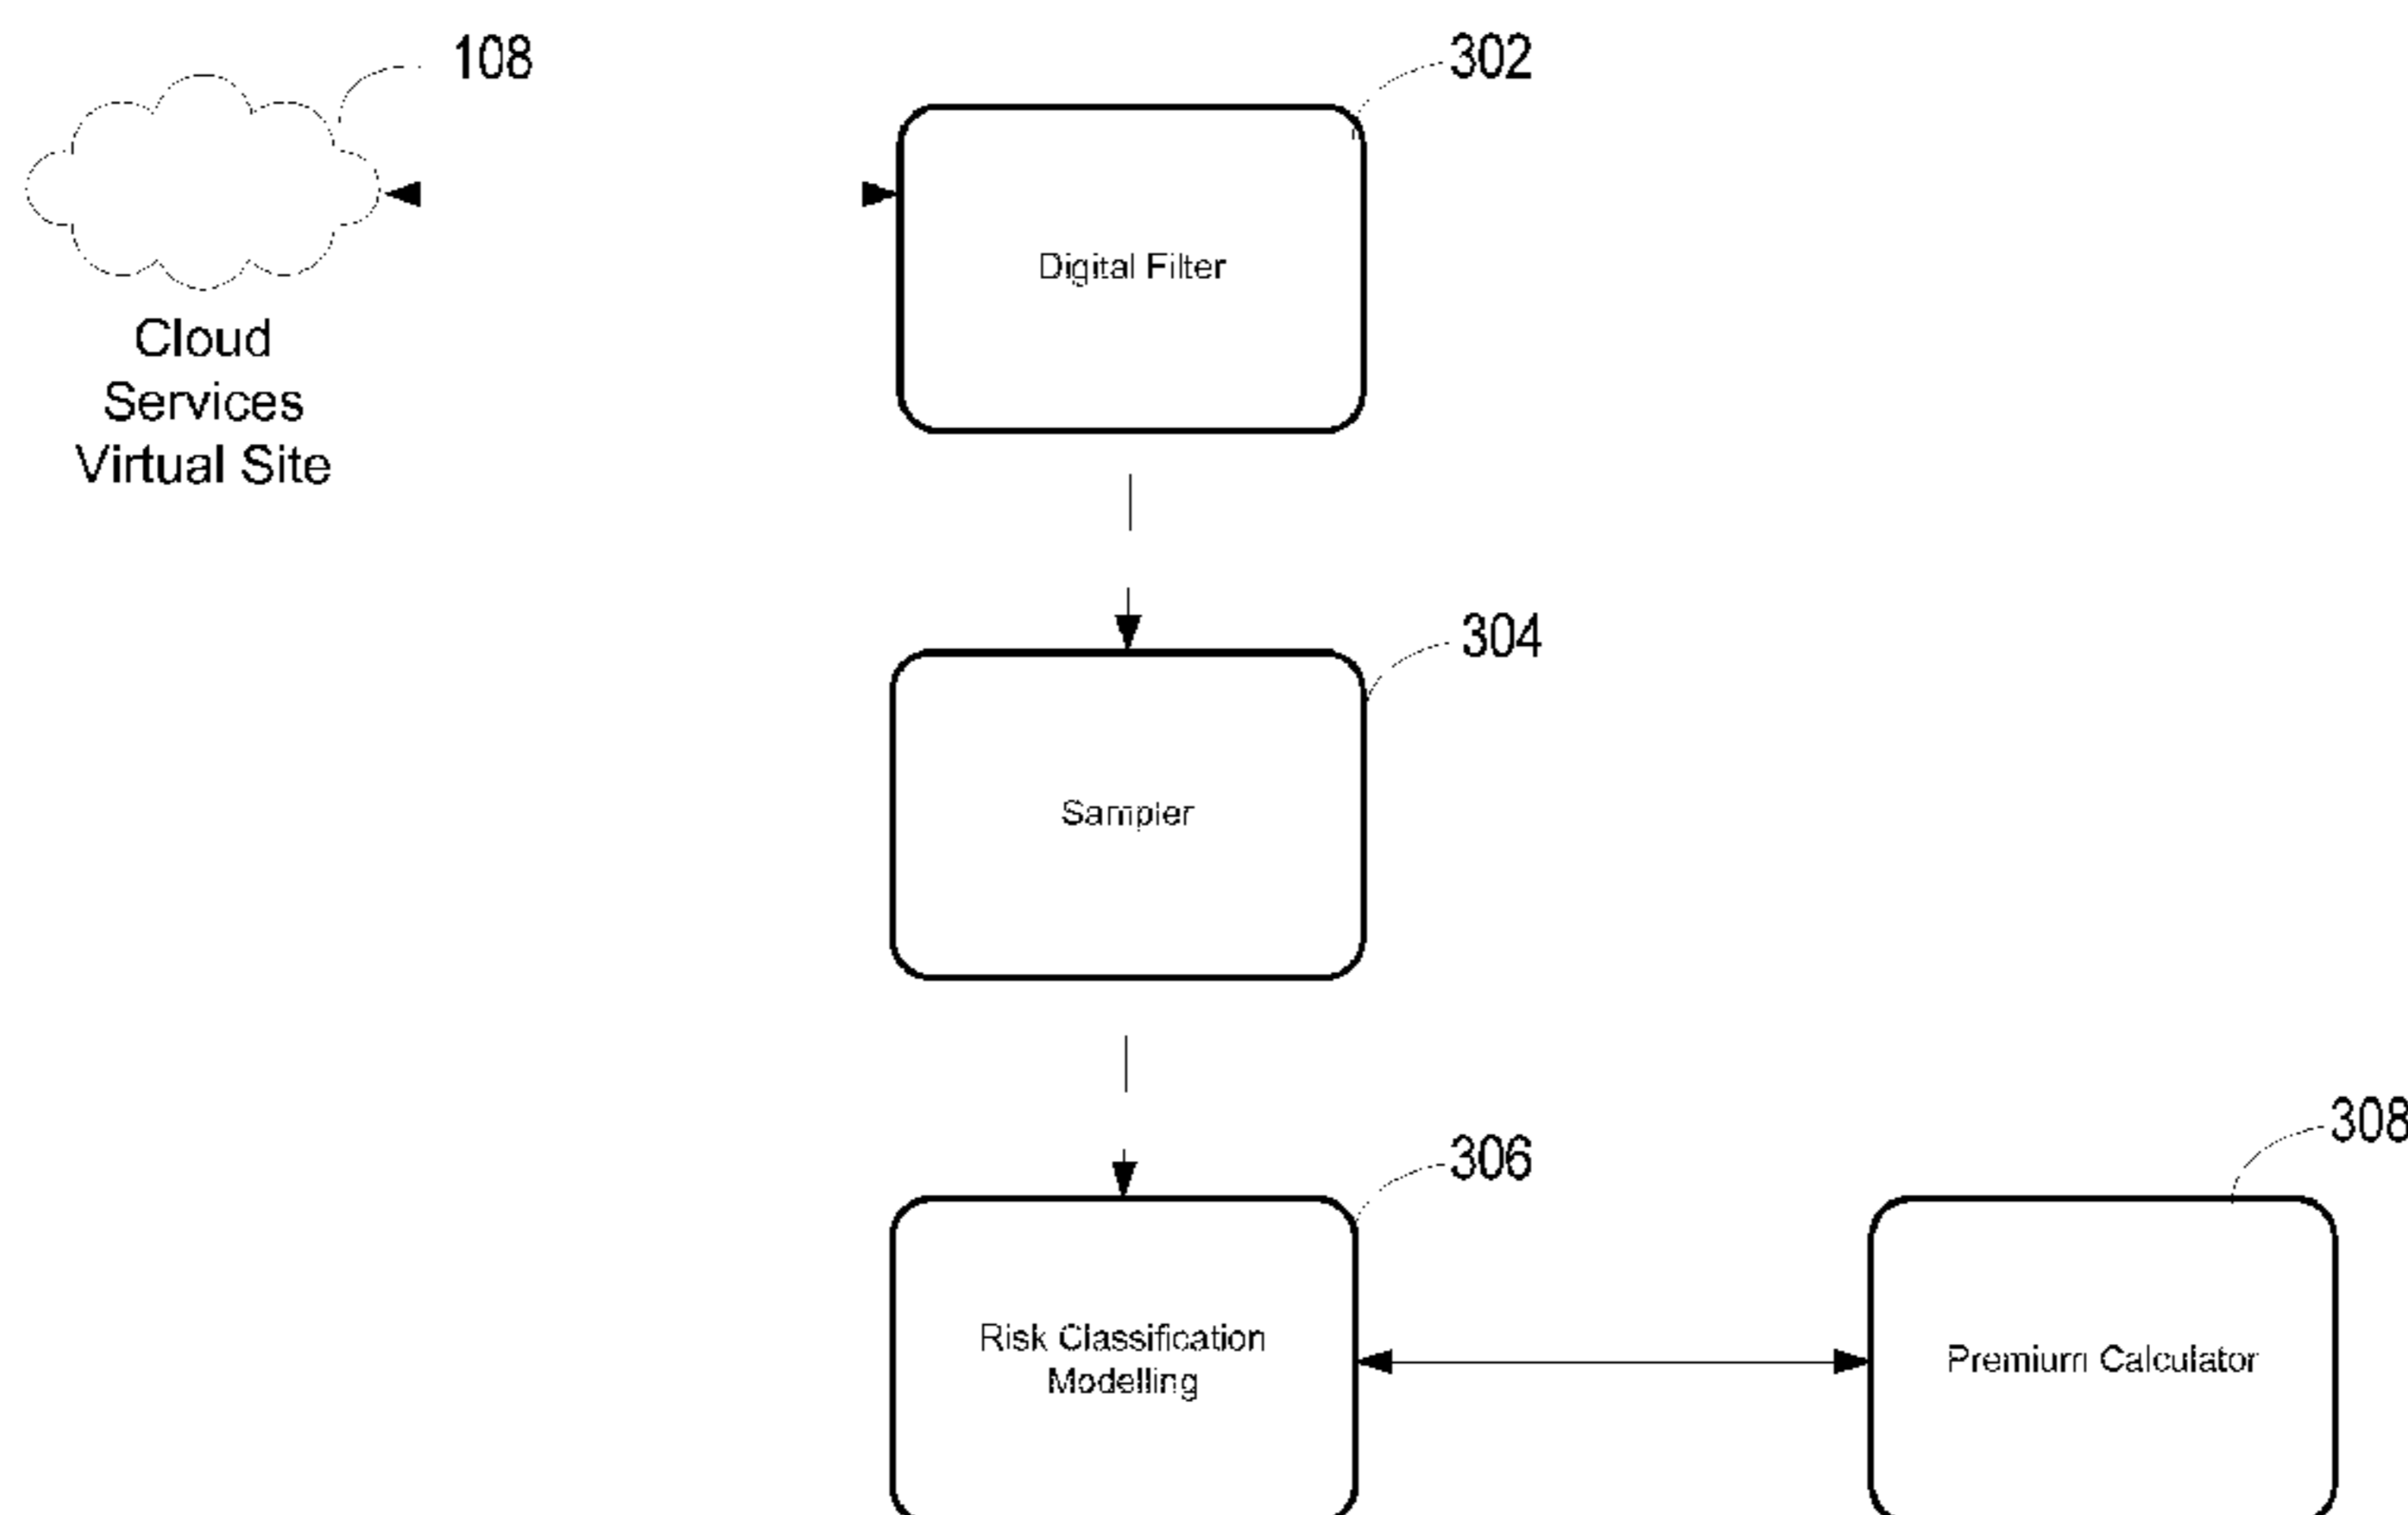 108
302
Digital Filter
Cloud
Services
Virtual Site
304
Sampler
306
308
Risk Classification
Modelling
Premium Calculator